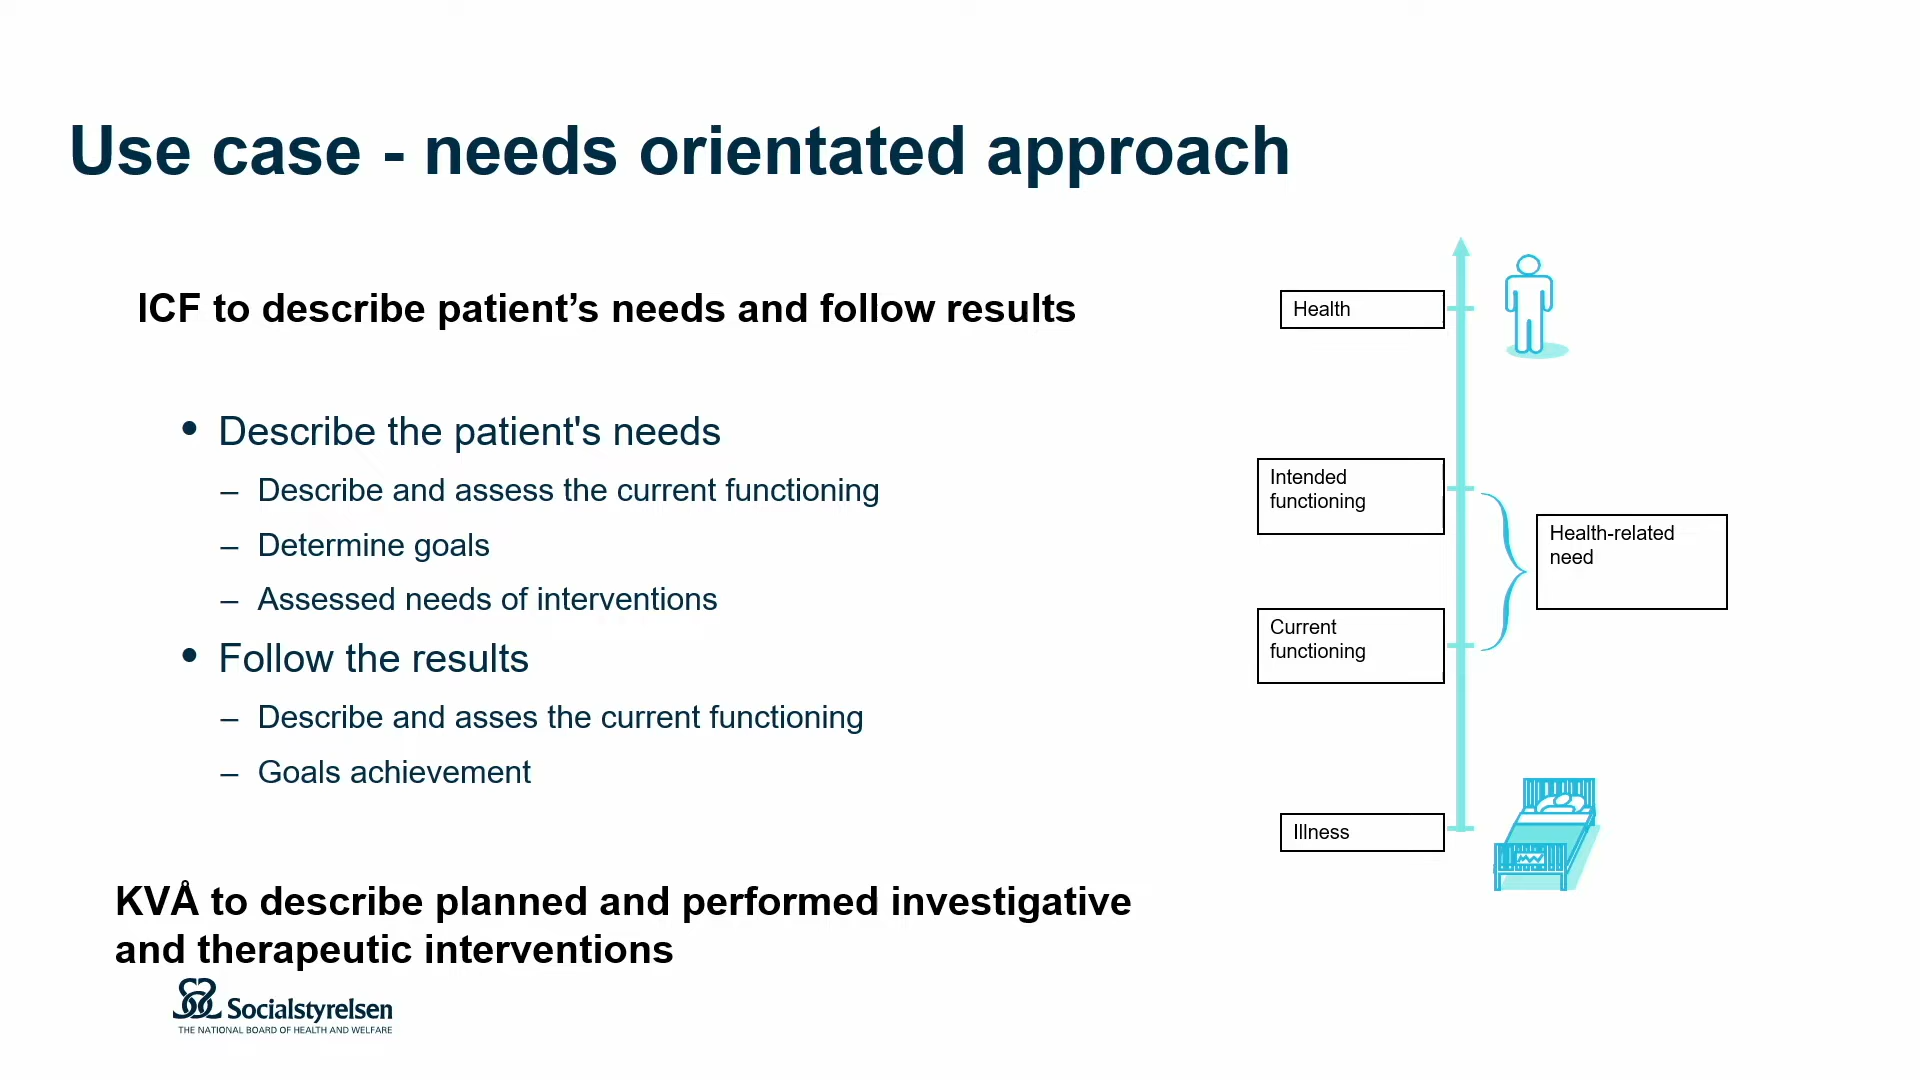 Use case - needs orientated approach
ICF to describe patient’s needs and follow results
• Describe the patient's needs
– Describe and assess the current functioning
– Determine goals
– Assessed needs of interventions
• Follow the results
– Describe and asses the current functioning
– Goals achievement
KVÅ to describe planned and performed investigative
and therapeutic interventions
Health
Intended
functioning
Health-related
need
Current
functioning
Illness
Socialstyrelsen
THE NATIONAL BOARD OF HEALTH AND WELFARE